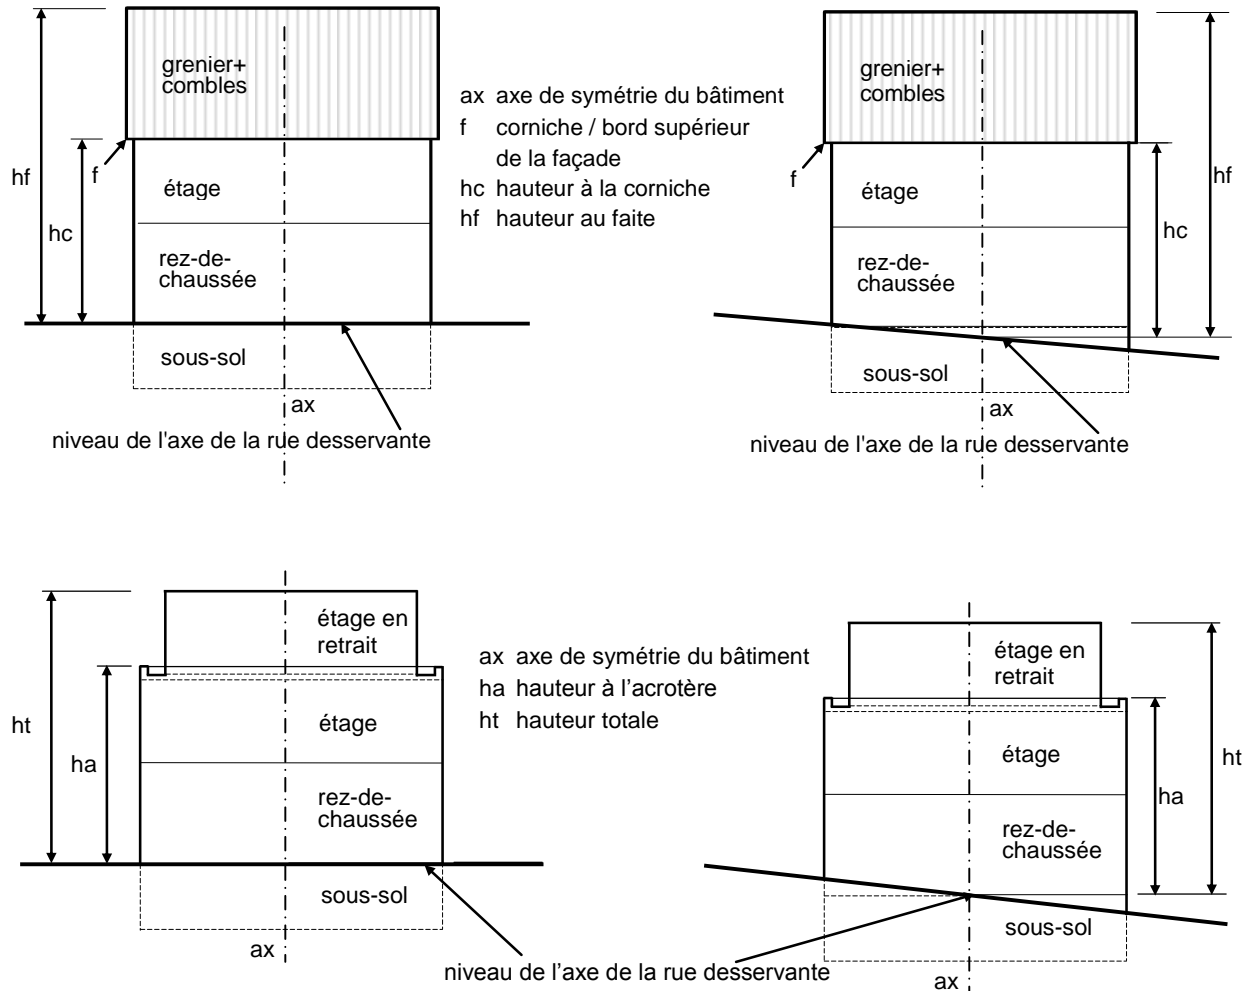 grenier+
combles
hf
f
hc
étage
rez-de-
chaussée
sous-sol
ax
niveau de l'axe de la rue desservante
ax axe de symétrie du bâtiment
f corniche / bord supérieur
de la façade
hc hauteur à la corniche
hf hauteur au faite
grenier+
combles
f
hf
étage
hc
rez-de-
chaussée
sous-sol
ax
niveau de l'axe de la rue desservante
étage en
retrait
ht
étage
ha
rez-de-
chaussée
sous-sol
ax
ax axe de symétrie du bâtiment
ha hauteur à l'acrotère
ht hauteur totale
étage en
retrait
étage
ht
ha
rez-de-
chaussée
sous-sol
niveau de l'axe de la rue desservante
ax